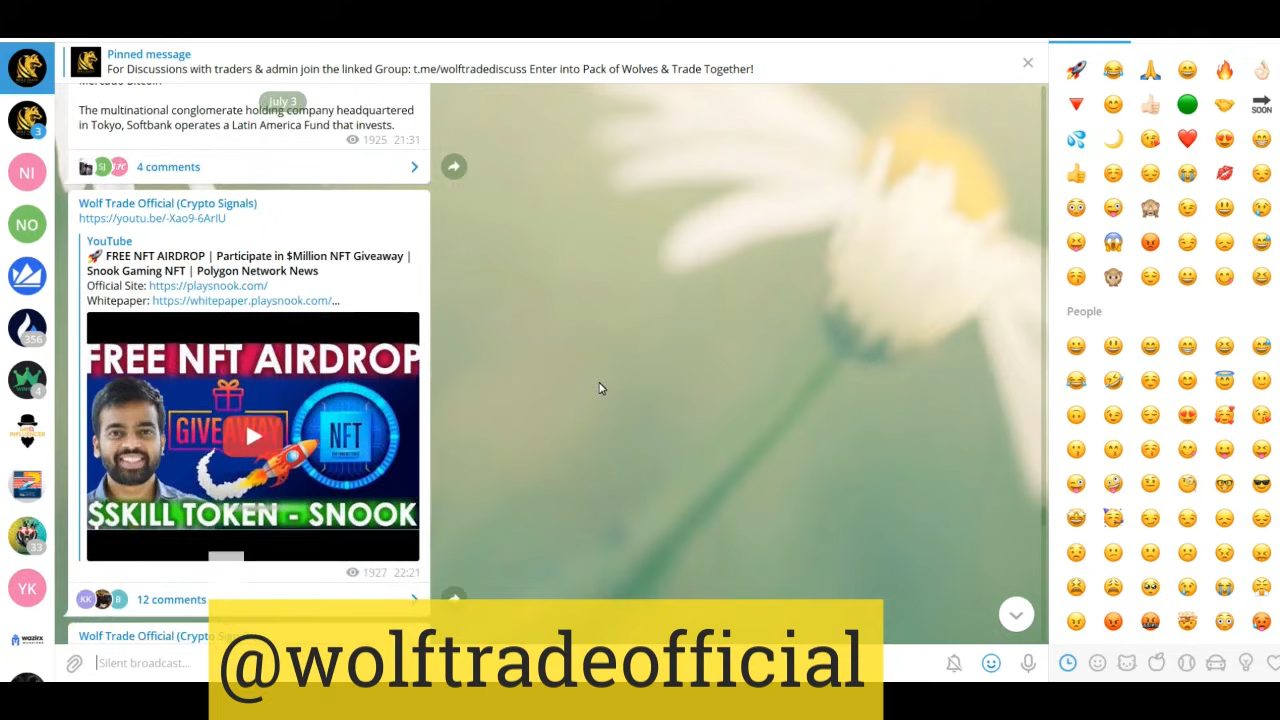 Pinned message
For Discussions with traders & admin join the linked Group: t.me/wolftradediscuss Enter into Pack of Wolves & Trade Together!
July 3
The multinational conglomerate holding company headquartered
in Tokyo, Softbank operates a Latin America Fund that invests.
1925 21:31
4 comments
Wolf Trade Official (Crypto Signals)
https://youtu.be/-Xao9-6ArIU
YouTube
🚀 FREE NFT AIRDROP | Participate in $Million NFT Giveaway |
Snook Gaming NFT | Polygon Network News
Official Site: https://playsnook.com/
Whitepaper: https://whitepaper.playsnook.com/...
FREE NFT AIRDROP
GIVEAWAY
NFT
$SKILL TOKEN - SNOOK
1927 22:21
KK B 12 comments
Wolf Trade Official (Crypto
Silent broadcast...
@wolftradeofficial
3
NI
NO
356
4
33
YK
wazirx
SOON
People